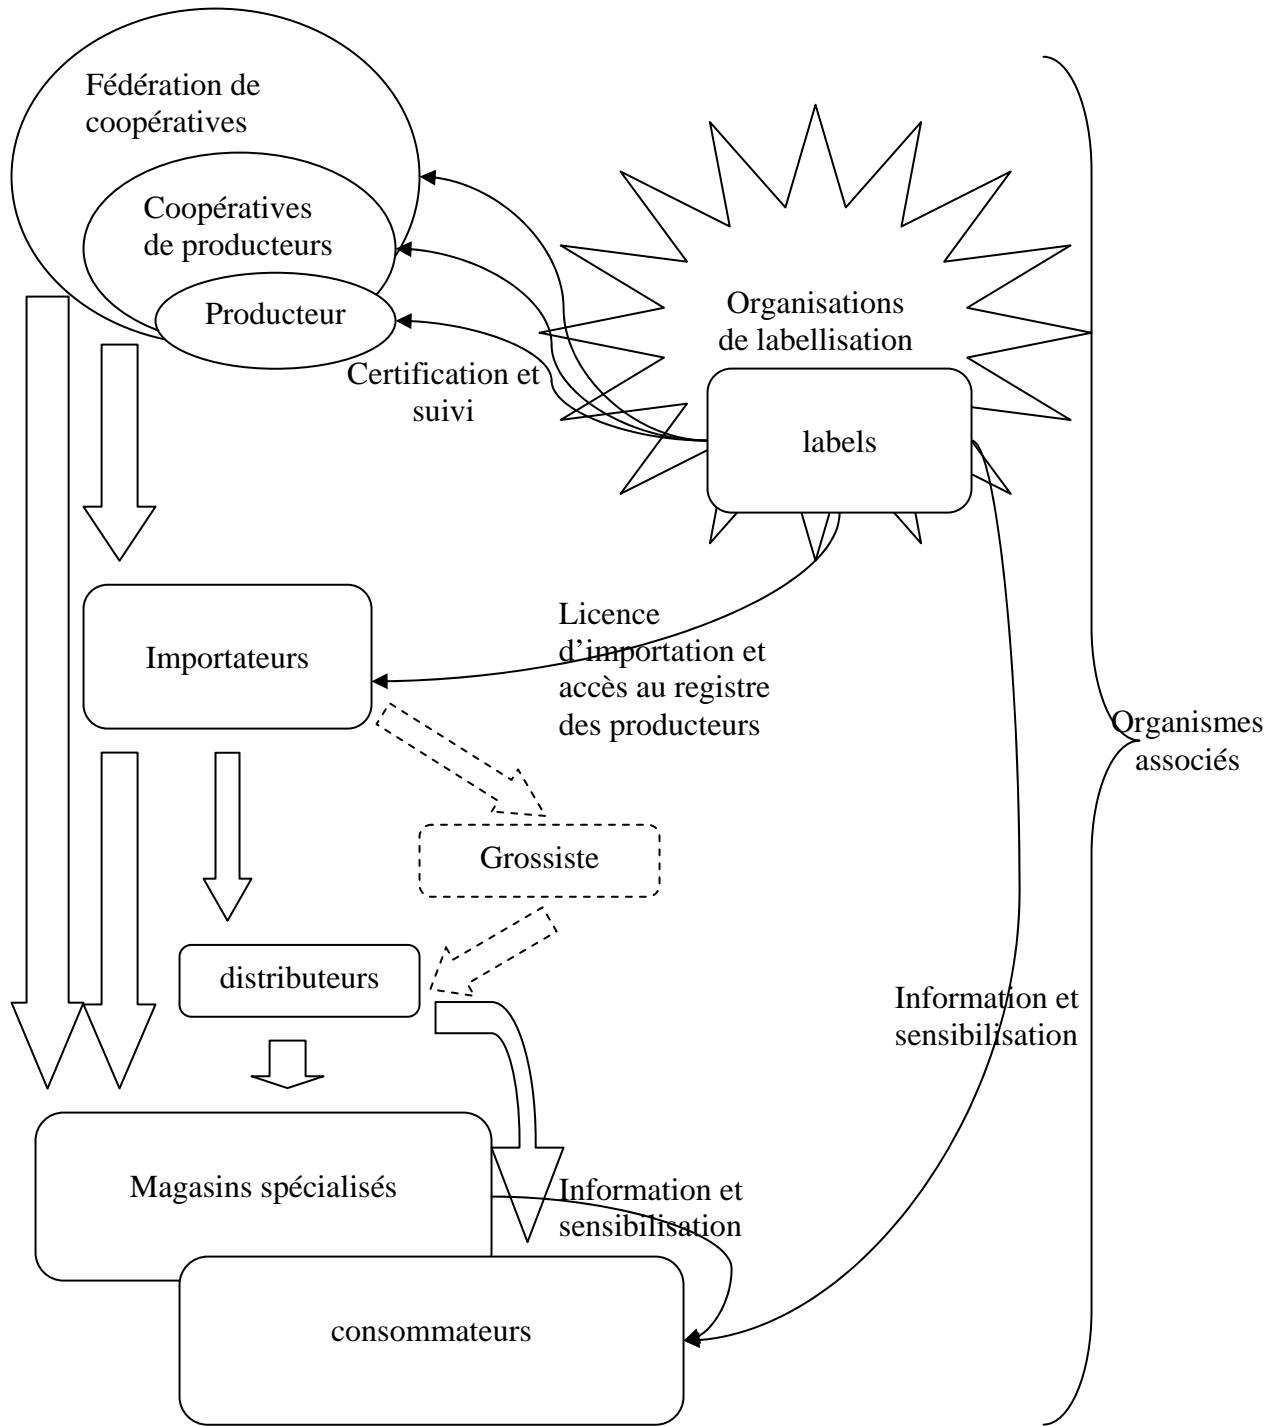 Fédération de
coopératives
Coopératives
de producteurs
Producteur
Certification et
suivi
Organisations
de labellisation
labels
Importateurs
Licence
d’importation et
accès au registre
des producteurs
Organismes
associés
Grossiste
distributeurs
Information et
sensibilisation
Magasins spécialisés
Information et
sensibilisation
consommateurs